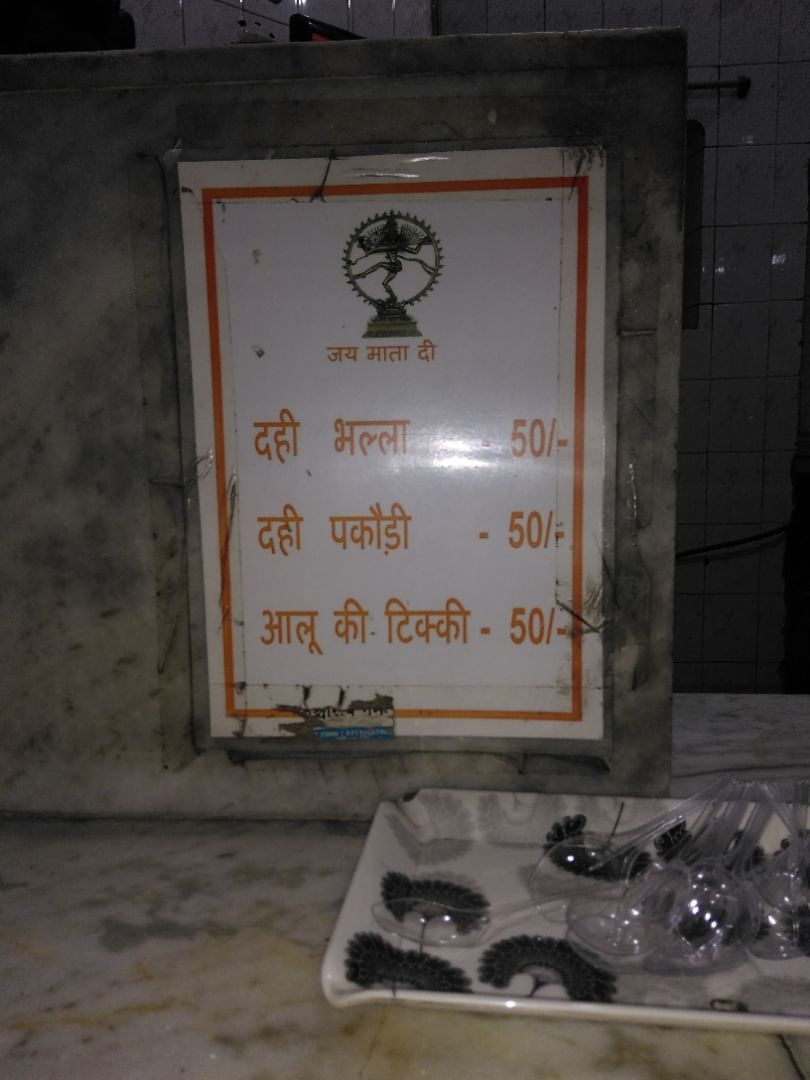 जय माता दी
दही भल्ला - 50/-
दही पकौड़ी - 50/-
आलू की टिक्की - 50/-